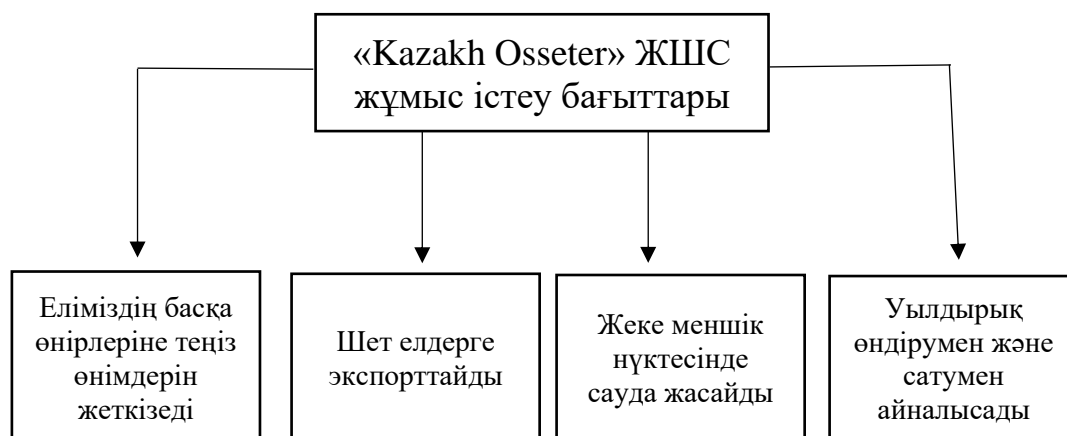 «Kazakh Osseter» ЖШС
жұмыс істеу бағыттары
Еліміздің басқа
өнірлеріне теңіз
өнімдерін
жеткізеді
Шет елдерге
экспорттайды
Жеке меншік
нүктесінде
сауда жасайды
Уылдырық
өндірумен және
сатумен
айналысады